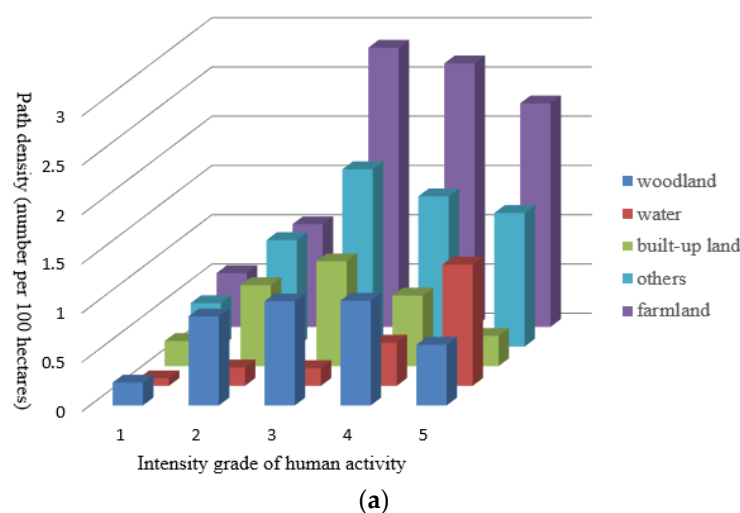 Path density (number per 100 hectares)
3
2.5
2
1.5
1
0.5
0
1 2 3 4 5
Intensity grade of human activity
woodland
water
built-up land
others
farmland
(a)